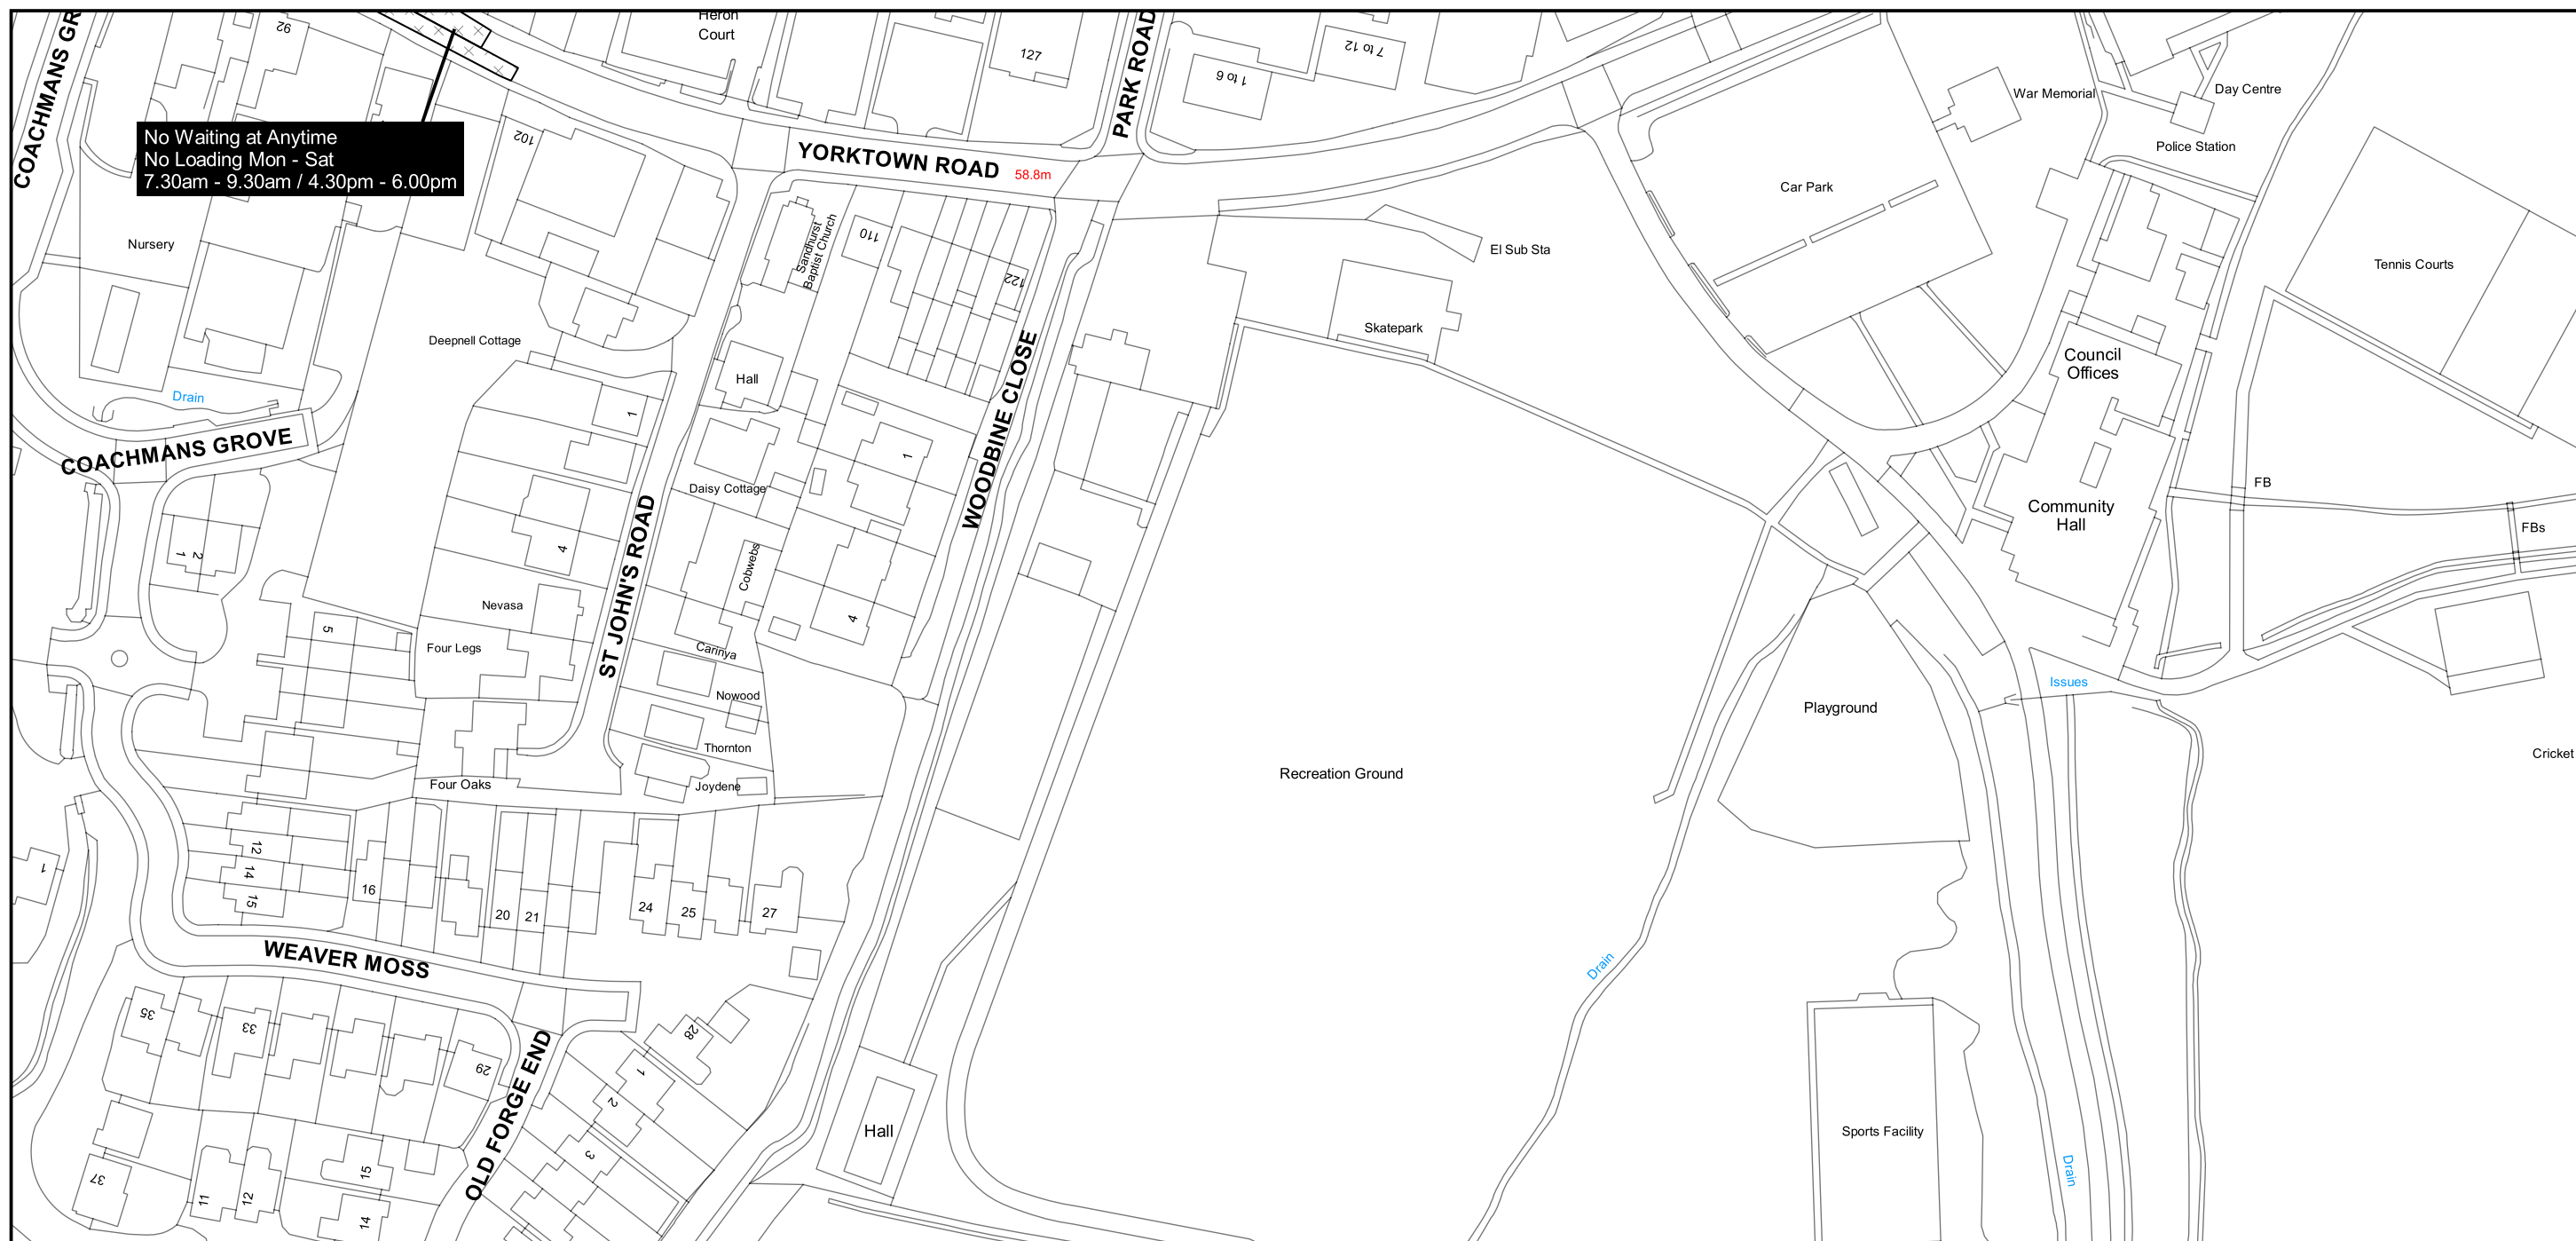 COACHMANS GR
92
Heron
Court
127
PARK ROAD
1 to 6
7 to 12
War Memorial
Day Centre
Police Station
No Waiting at Anytime
No Loading Mon - Sat
7.30am - 9.30am / 4.30pm - 6.00pm
102
YORKTOWN ROAD
58.8m
Car Park
Nursery
Sandhurst
Baptist Church
110
122
El Sub Sta
Tennis Courts
Deepnell Cottage
Skatepark
Council
Offices
Hall
Drain
1
COACHMANS GROVE
1
WOODBINE CLOSE
Daisy Cottage
FB
Community
Hall
FBs
1
2
4
ST JOHN'S ROAD
Cobwebs
Nevasa
4
5
Four Legs
Carinya
Issues
Nowood
Playground
Thornton
Cricket
Recreation Ground
Four Oaks
Joydene
12
14
15
1
16
20
21
24
25
27
WEAVER MOSS
Drain
35
33
28
29
OLD FORGE END
1
2
3
Hall
Sports Facility
37
11
12
15
14
Drain